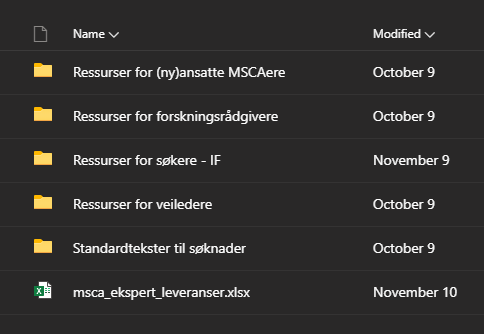 Name Modified
Ressurser for (ny)ansatte MSCAere October 9
Ressurser for forskningsrådgivere October 9
Ressurser for søkere - IF November 9
Ressurser for veiledere October 9
Standardtekster til søknader October 9
msca_ekspert_leveranser.xlsx November 10